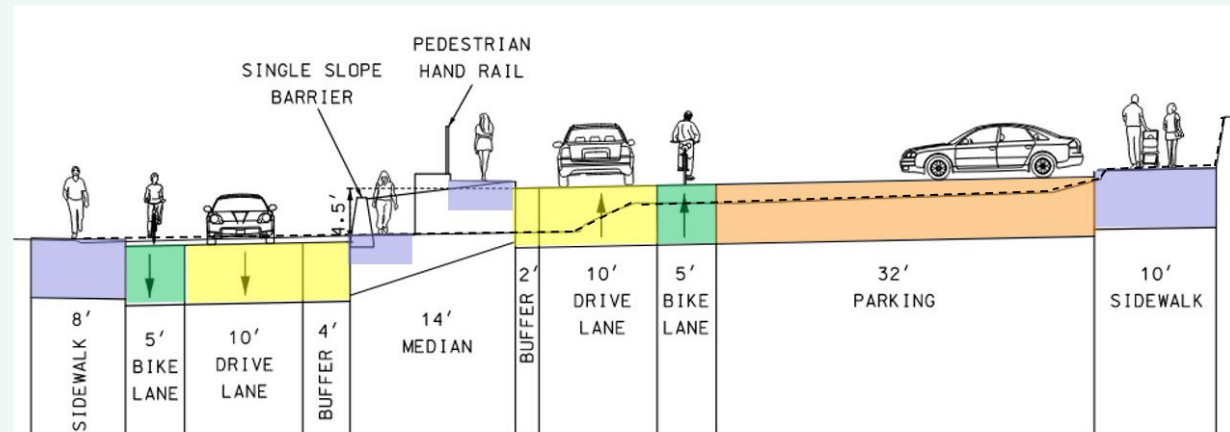 PEDESTRIAN
HAND RAIL
SINGLE SLOPE
BARRIER
4.5'
8'
SIDEWALK
5'
BIKE
LANE
10'
DRIVE
LANE
BUFFER 4'
14'
MEDIAN
BUFFER 2'
10'
DRIVE
LANE
5'
BIKE
LANE
32'
PARKING
10'
SIDEWALK